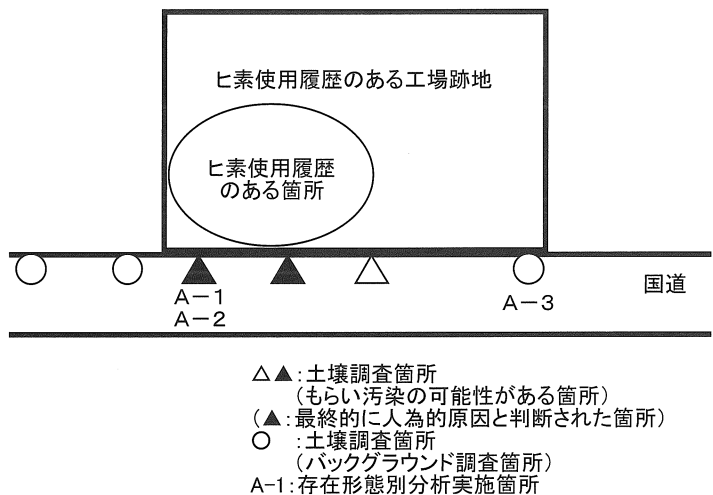 ヒ素使用履歴のある工場跡地
ヒ素使用履歴
のある箇所
A－1
A－2
A－3
国道
△▲:土壌調査箇所
(もらい汚染の可能性がある箇所)
(▲:最終的に人為的原因と判断された箇所)
○ :土壌調査箇所
(バックグラウンド調査箇所)
A-1:存在形態別分析実施箇所